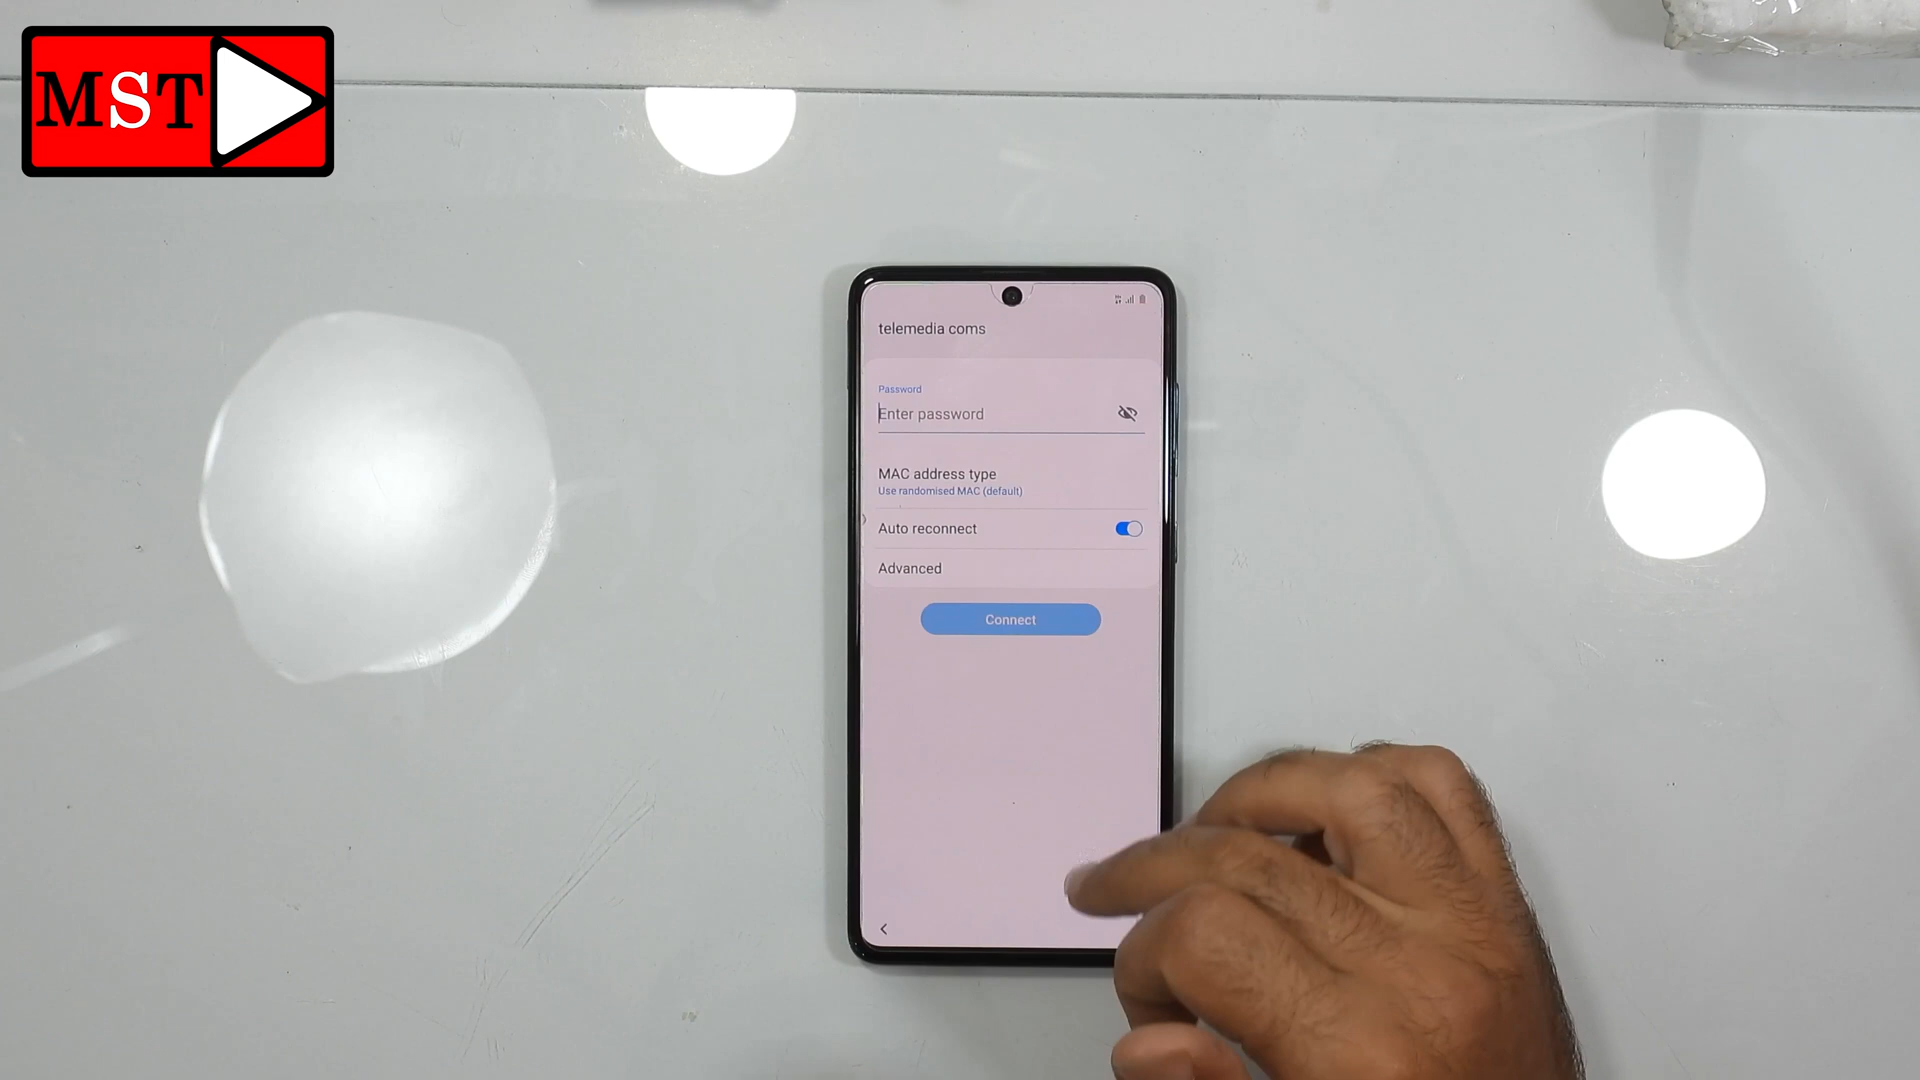 MST
telemedia coms
Password
Enter password
MAC address type
Use randomised MAC (default)
Auto reconnect
Advanced
Connect